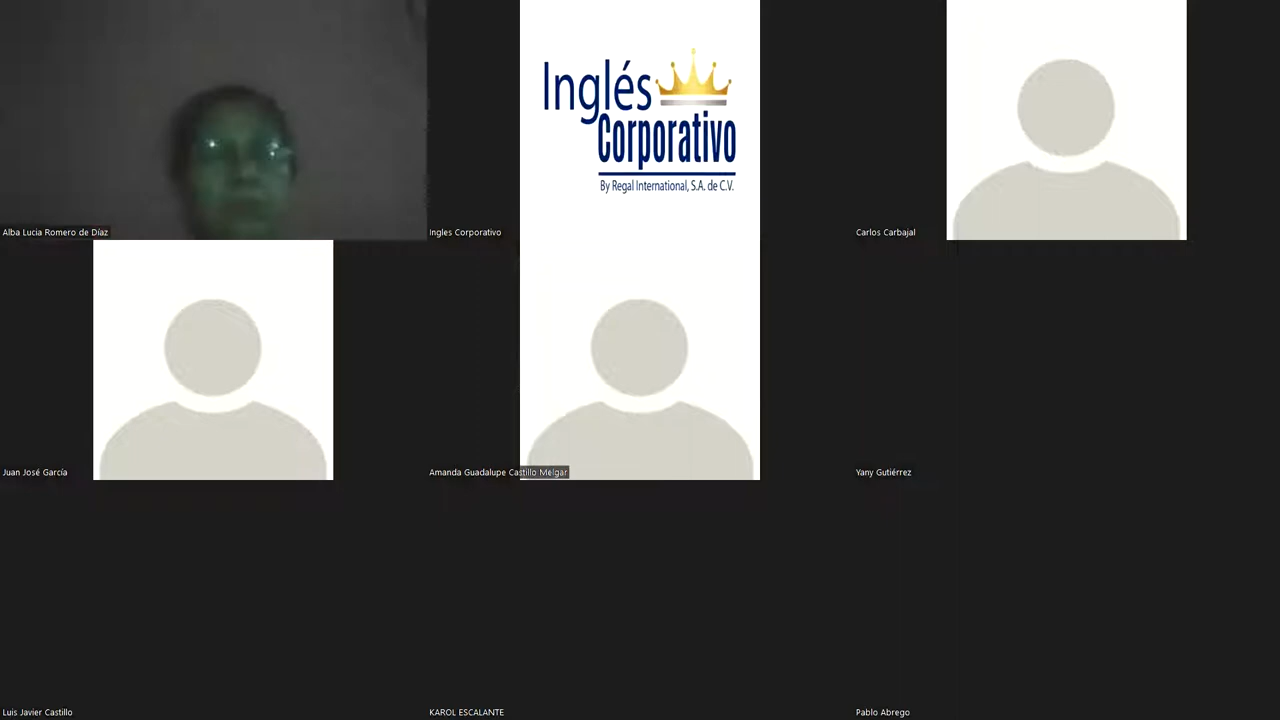 Inglés
Corporativo
By Regal International, S.A. de C.V.
Alba Lucia Romero de Díaz
Ingles Corporativo
Carlos Carbajal
Juan José García
Amanda Guadalupe Castillo Melgar
Yany Gutiérrez
Luis Javier Castillo
KAROL ESCALANTE
Pablo Abrego